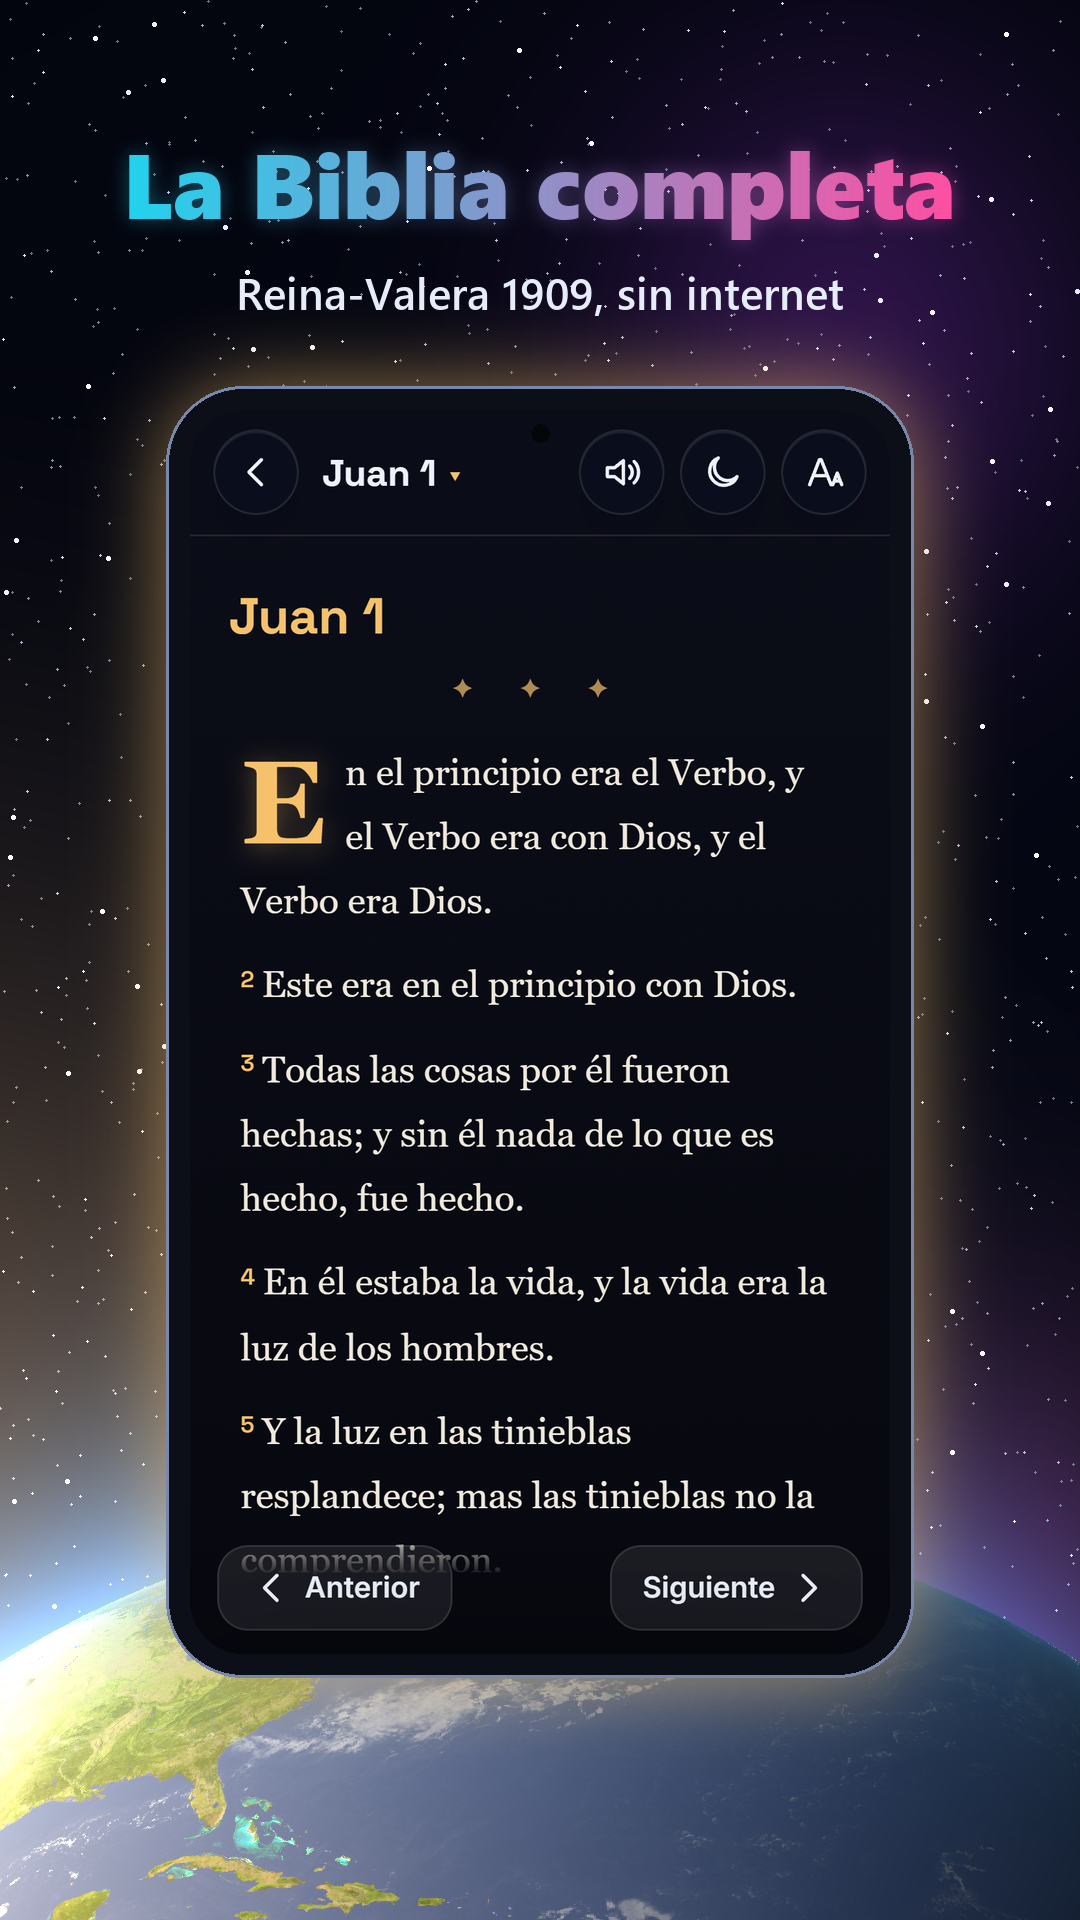 La Biblia completa
Reina-Valera 1909, sin internet
Juan 1
AA
Juan 1
En el principio era el Verbo, y
el Verbo era con Dios, y el
Verbo era Dios.
2 Este era en el principio con Dios.
3 Todas las cosas por él fueron
hechas; y sin él nada de lo que es
hecho, fue hecho.
4 En él estaba la vida, y la vida era la
luz de los hombres.
5 Y la luz en las tinieblas
resplandece; mas las tinieblas no la
comprendieron.
Anterior
Siguiente